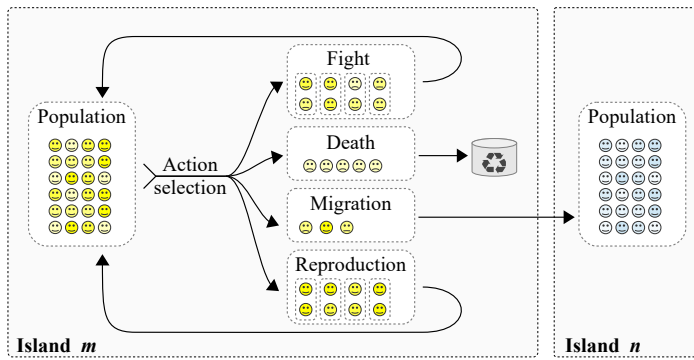 Population
Action
selection
Fight
Death
Migration
Reproduction
Population
Island m
Island n